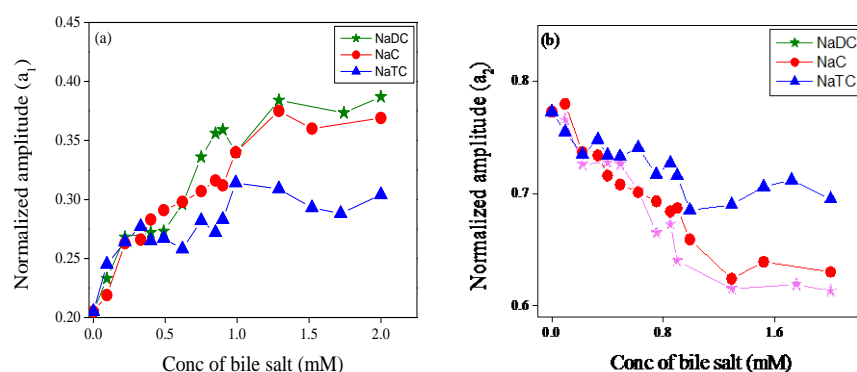 0.45
0.40
0.35
0.30
0.25
0.20
Normalized amplitude (a₁)
(a)
NaDC
NaC
NaTC
0.0
0.5
1.0
1.5
2.0
Conc of bile salt (mM)
0.8
0.7
0.6
Normalized amplitude (a₂)
(b)
NaDC
NaC
NaTC
0.0
0.8
1.6
Conc of bile salt (mM)